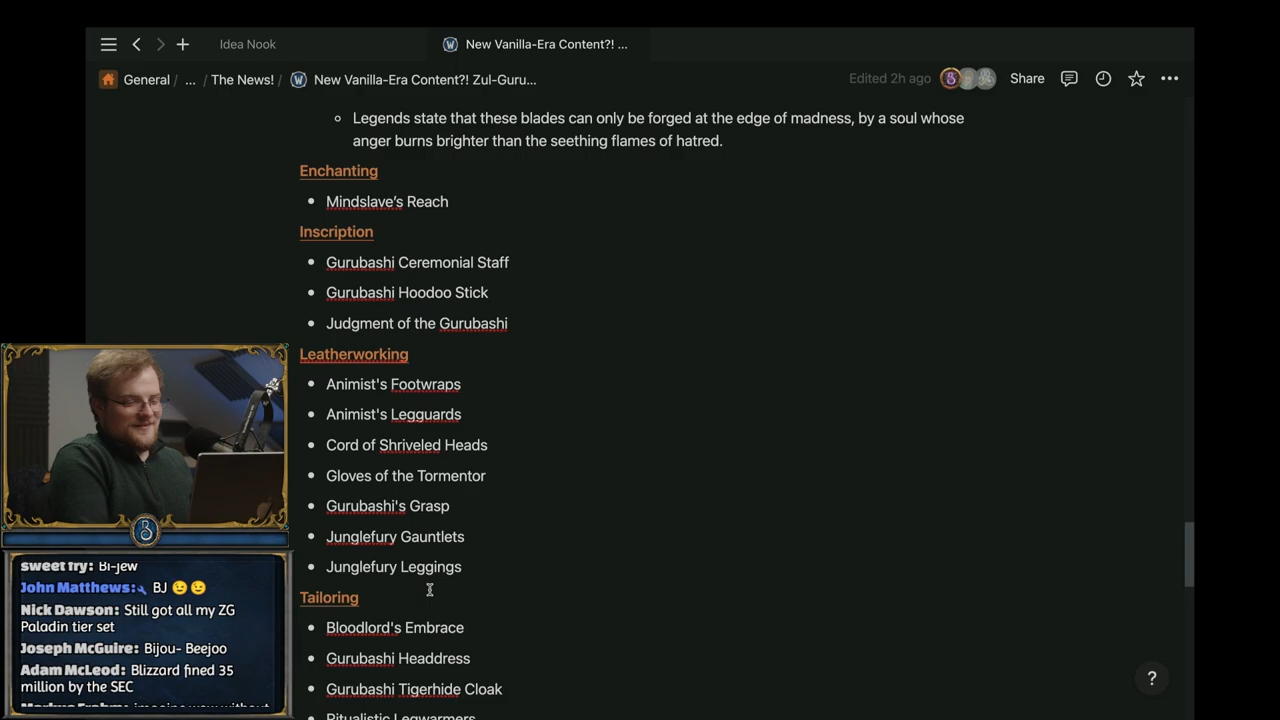 Idea Nook
New Vanilla-Era Content?! ...
General / ... / The News! / New Vanilla-Era Content?! Zul-Guru...
Edited 2h ago
Share
Legends state that these blades can only be forged at the edge of madness, by a soul whose
anger burns brighter than the seething flames of hatred.
Enchanting
Mindslave's Reach
Inscription
Gurubashi Ceremonial Staff
Gurubashi Hoodoo Stick
Judgment of the Gurubashi
Leatherworking
Animist's Footwraps
Animist's Legguards
Cord of Shriveled Heads
Gloves of the Tormentor
Gurubashi's Grasp
Junglefury Gauntlets
Junglefury Leggings
Tailoring
Bloodlord's Embrace
Gurubashi Headdress
Gurubashi Tigerhide Cloak
Ritualistic Legwarmers
?
sweet fry: Bi-jew
John Matthews: BJ 😉😉
Nick Dawson: Still got all my ZG
Paladin tier set
Joseph McGuire: Bijou- Beejoo
Adam McLeod: Blizzard fined 35
million by the SEC
imagine wow without